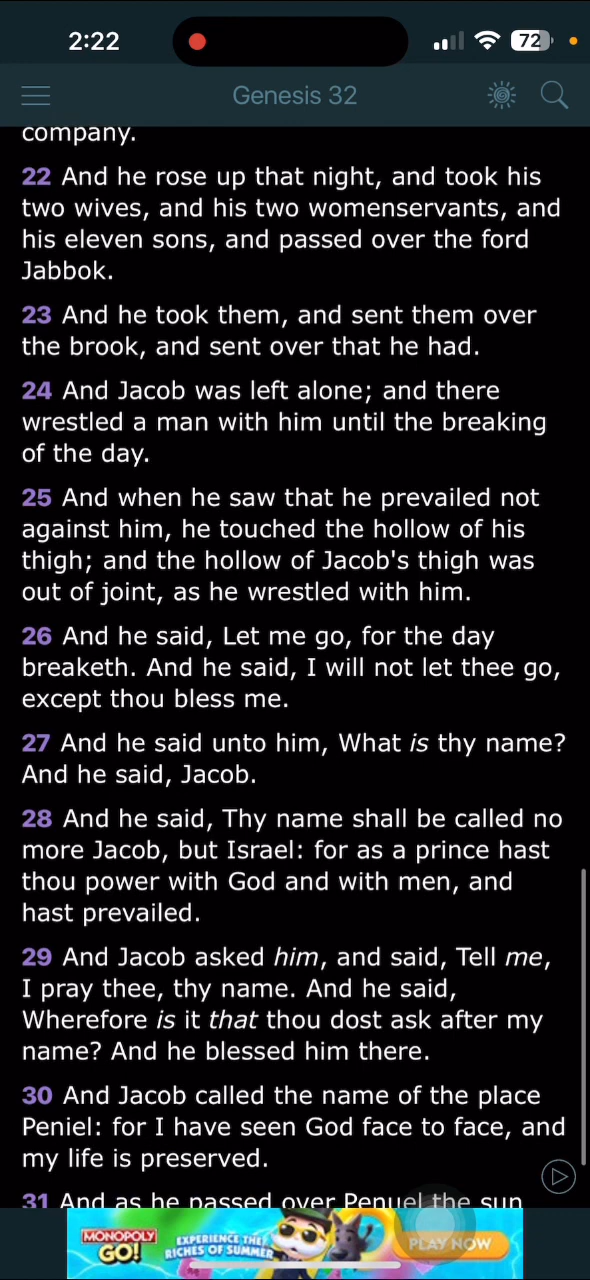 2:22
72
Genesis 32
company.
22 And he rose up that night, and took his
two wives, and his two womenservants, and
his eleven sons, and passed over the ford
Jabbok.
23 And he took them, and sent them over
the brook, and sent over that he had.
24 And Jacob was left alone; and there
wrestled a man with him until the breaking
of the day.
25 And when he saw that he prevailed not
against him, he touched the hollow of his
thigh; and the hollow of Jacob's thigh was
out of joint, as he wrestled with him.
26 And he said, Let me go, for the day
breaketh. And he said, I will not let thee go,
except thou bless me.
27 And he said unto him, What is thy name?
And he said, Jacob.
28 And he said, Thy name shall be called no
more Jacob, but Israel: for as a prince hast
thou power with God and with men, and
hast prevailed.
29 And Jacob asked him, and said, Tell me,
I pray thee, thy name. And he said,
Wherefore is it that thou dost ask after my
name? And he blessed him there.
30 And Jacob called the name of the place
Peniel: for I have seen God face to face, and
my life is preserved.
31 And as he passed over Penuel the sun
MONOPOLY
GO!
EXPERIENCE THE
RICHES OF SUMMER
PLAY NOW